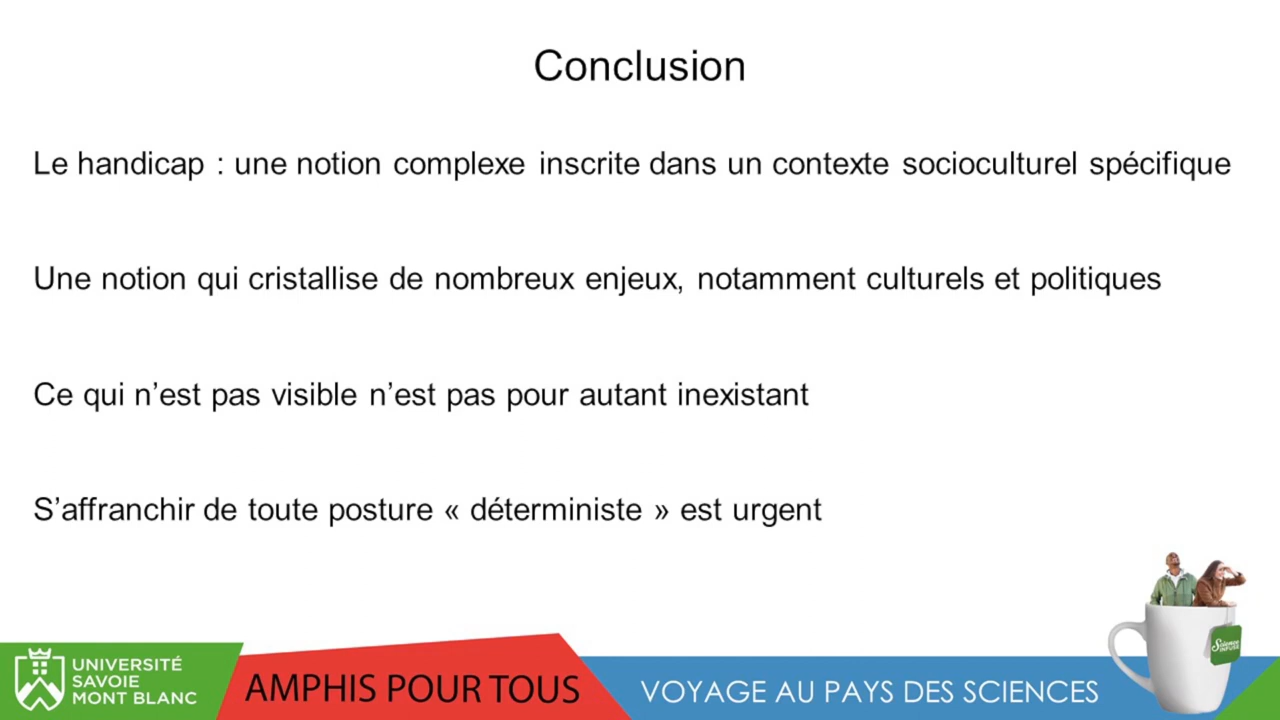 Conclusion
Le handicap : une notion complexe inscrite dans un contexte socioculturel spécifique
Une notion qui cristallise de nombreux enjeux, notamment culturels et politiques
Ce qui n’est pas visible n’est pas pour autant inexistant
S’affranchir de toute posture « déterministe » est urgent
UNIVERSITÉ
SAVOIE
MONT BLANC
AMPHIS POUR TOUS
VOYAGE AU PAYS DES SCIENCES
Science
INFUSE